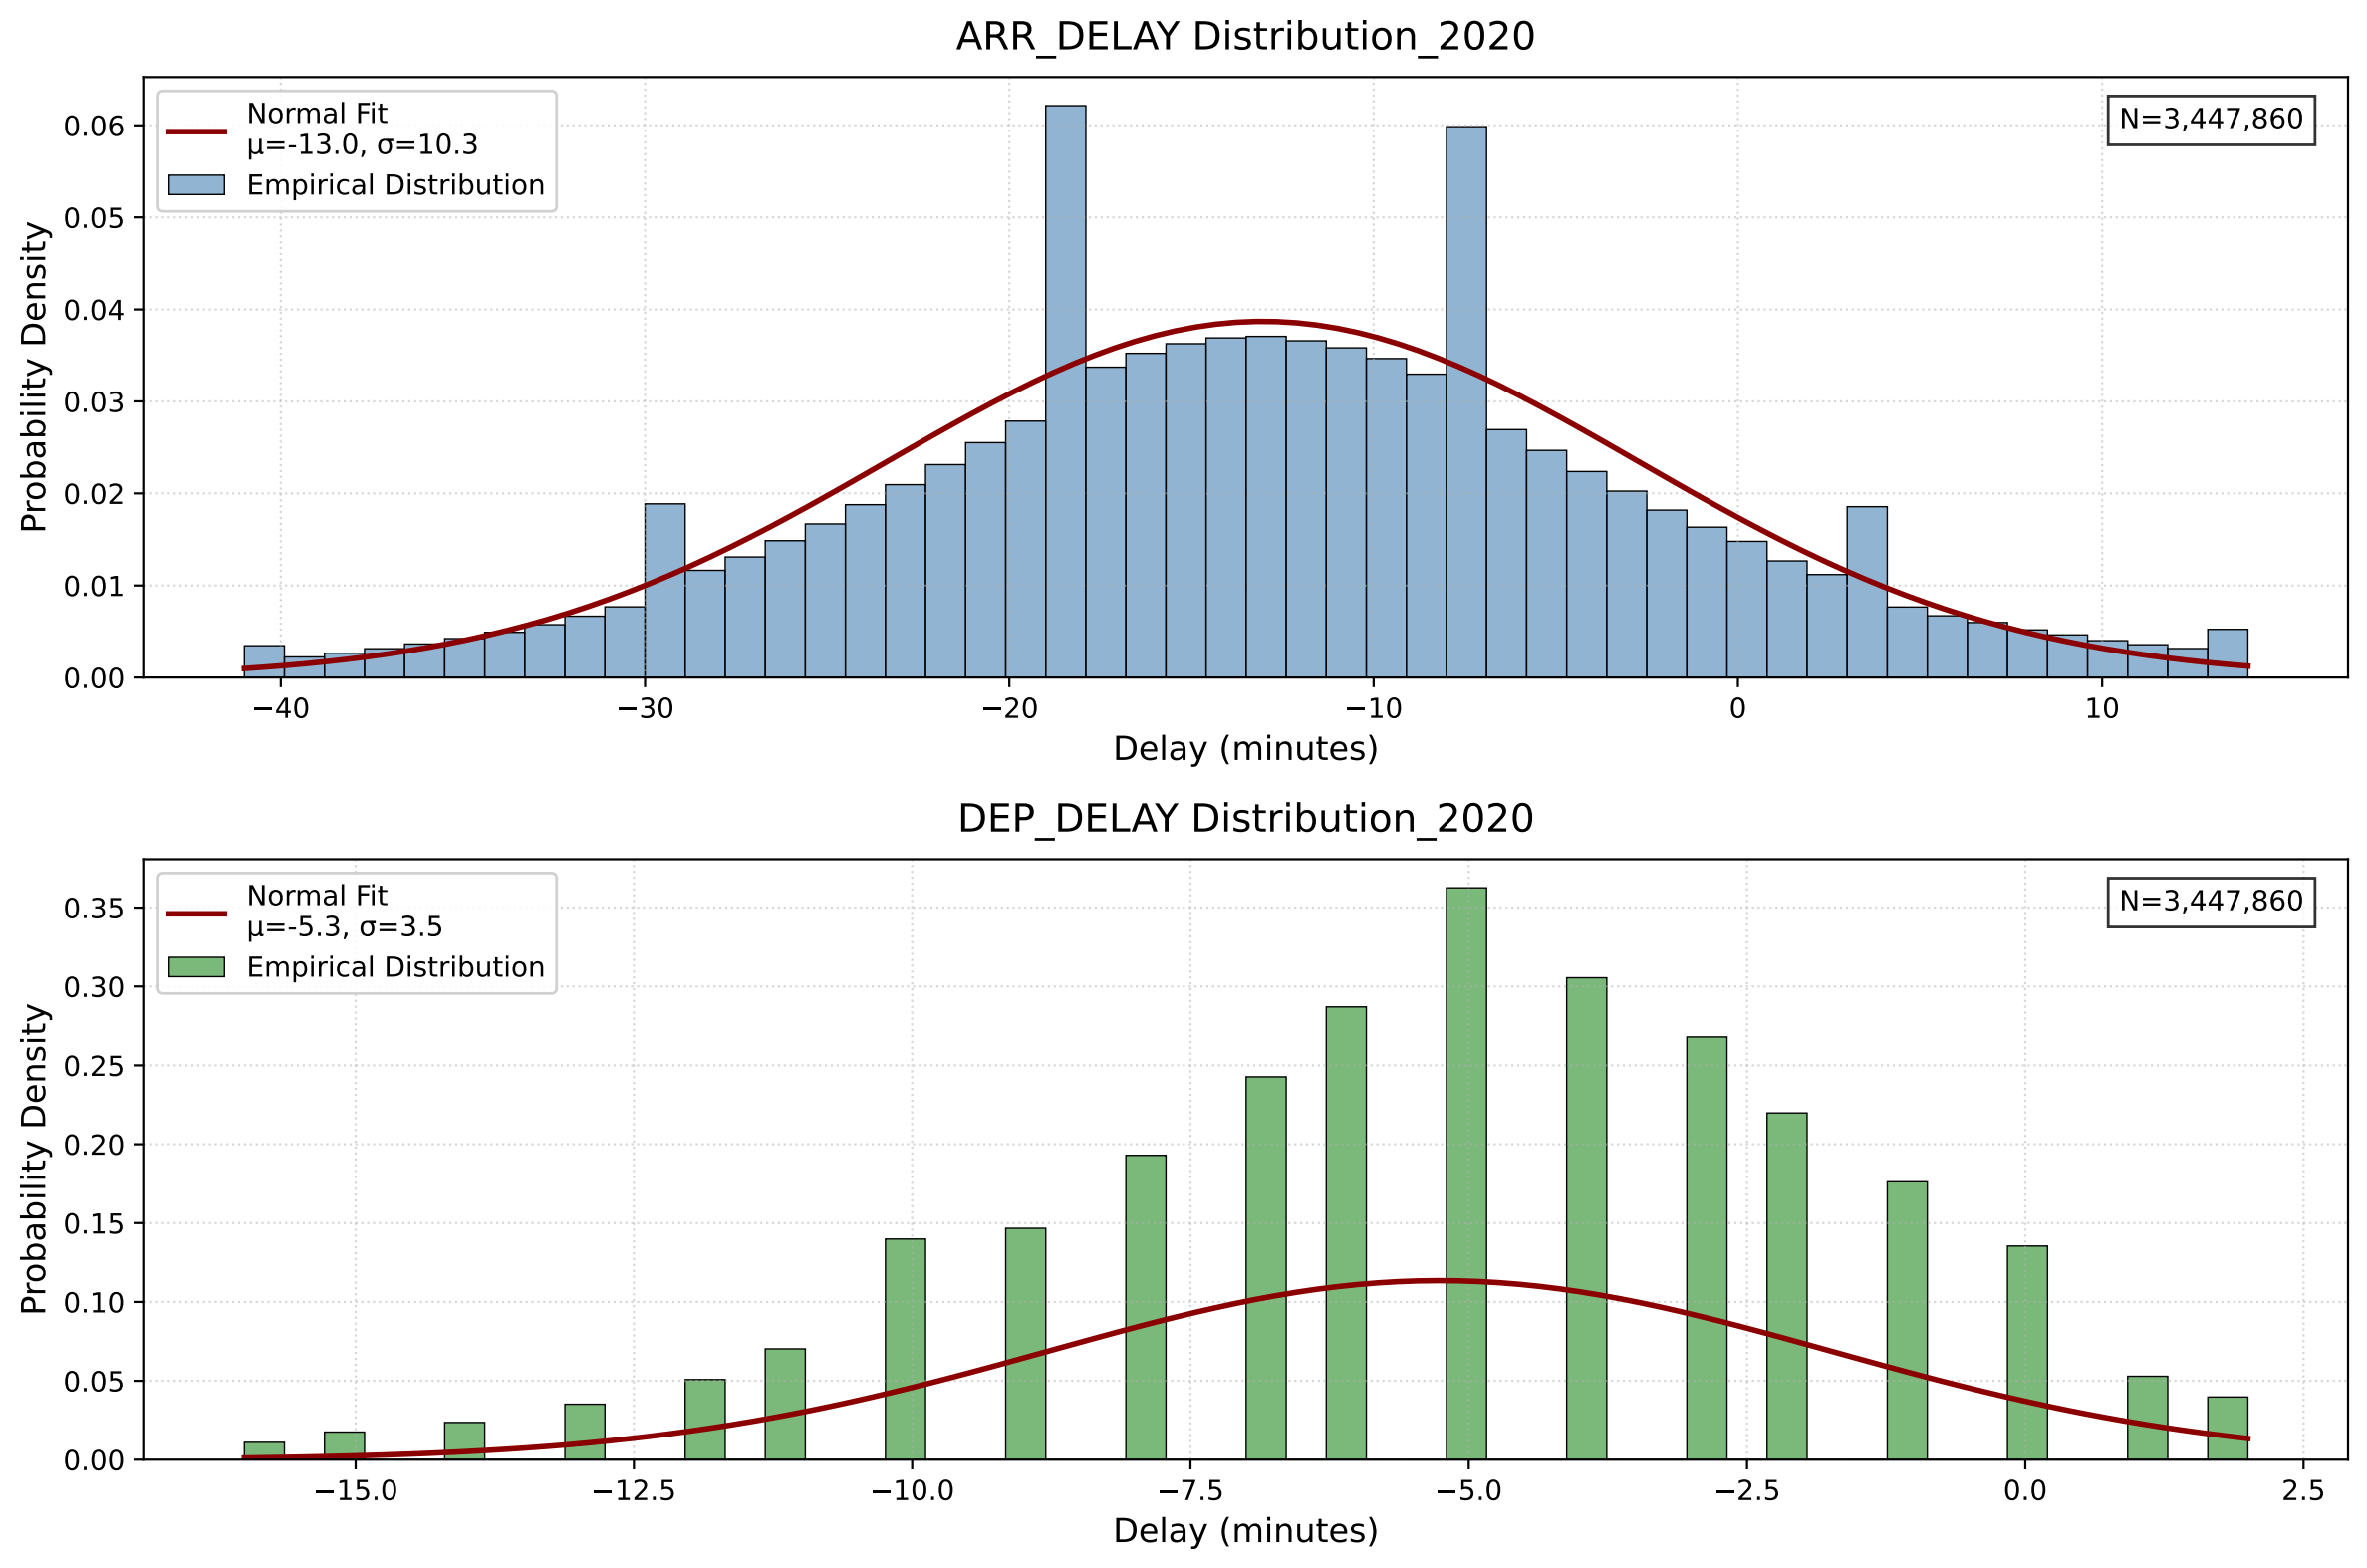 ARR_DELAY Distribution_2020
Normal Fit
μ=-13.0, σ=10.3
Empirical Distribution
N=3,447,860
Probability Density
0.06
0.05
0.04
0.03
0.02
0.01
0.00
−40 −30 −20 −10 0 10
Delay (minutes)
DEP_DELAY Distribution_2020
Normal Fit
μ=-5.3, σ=3.5
Empirical Distribution
N=3,447,860
Probability Density
0.35
0.30
0.25
0.20
0.15
0.10
0.05
0.00
−15.0 −12.5 −10.0 −7.5 −5.0 −2.5 0.0 2.5
Delay (minutes)